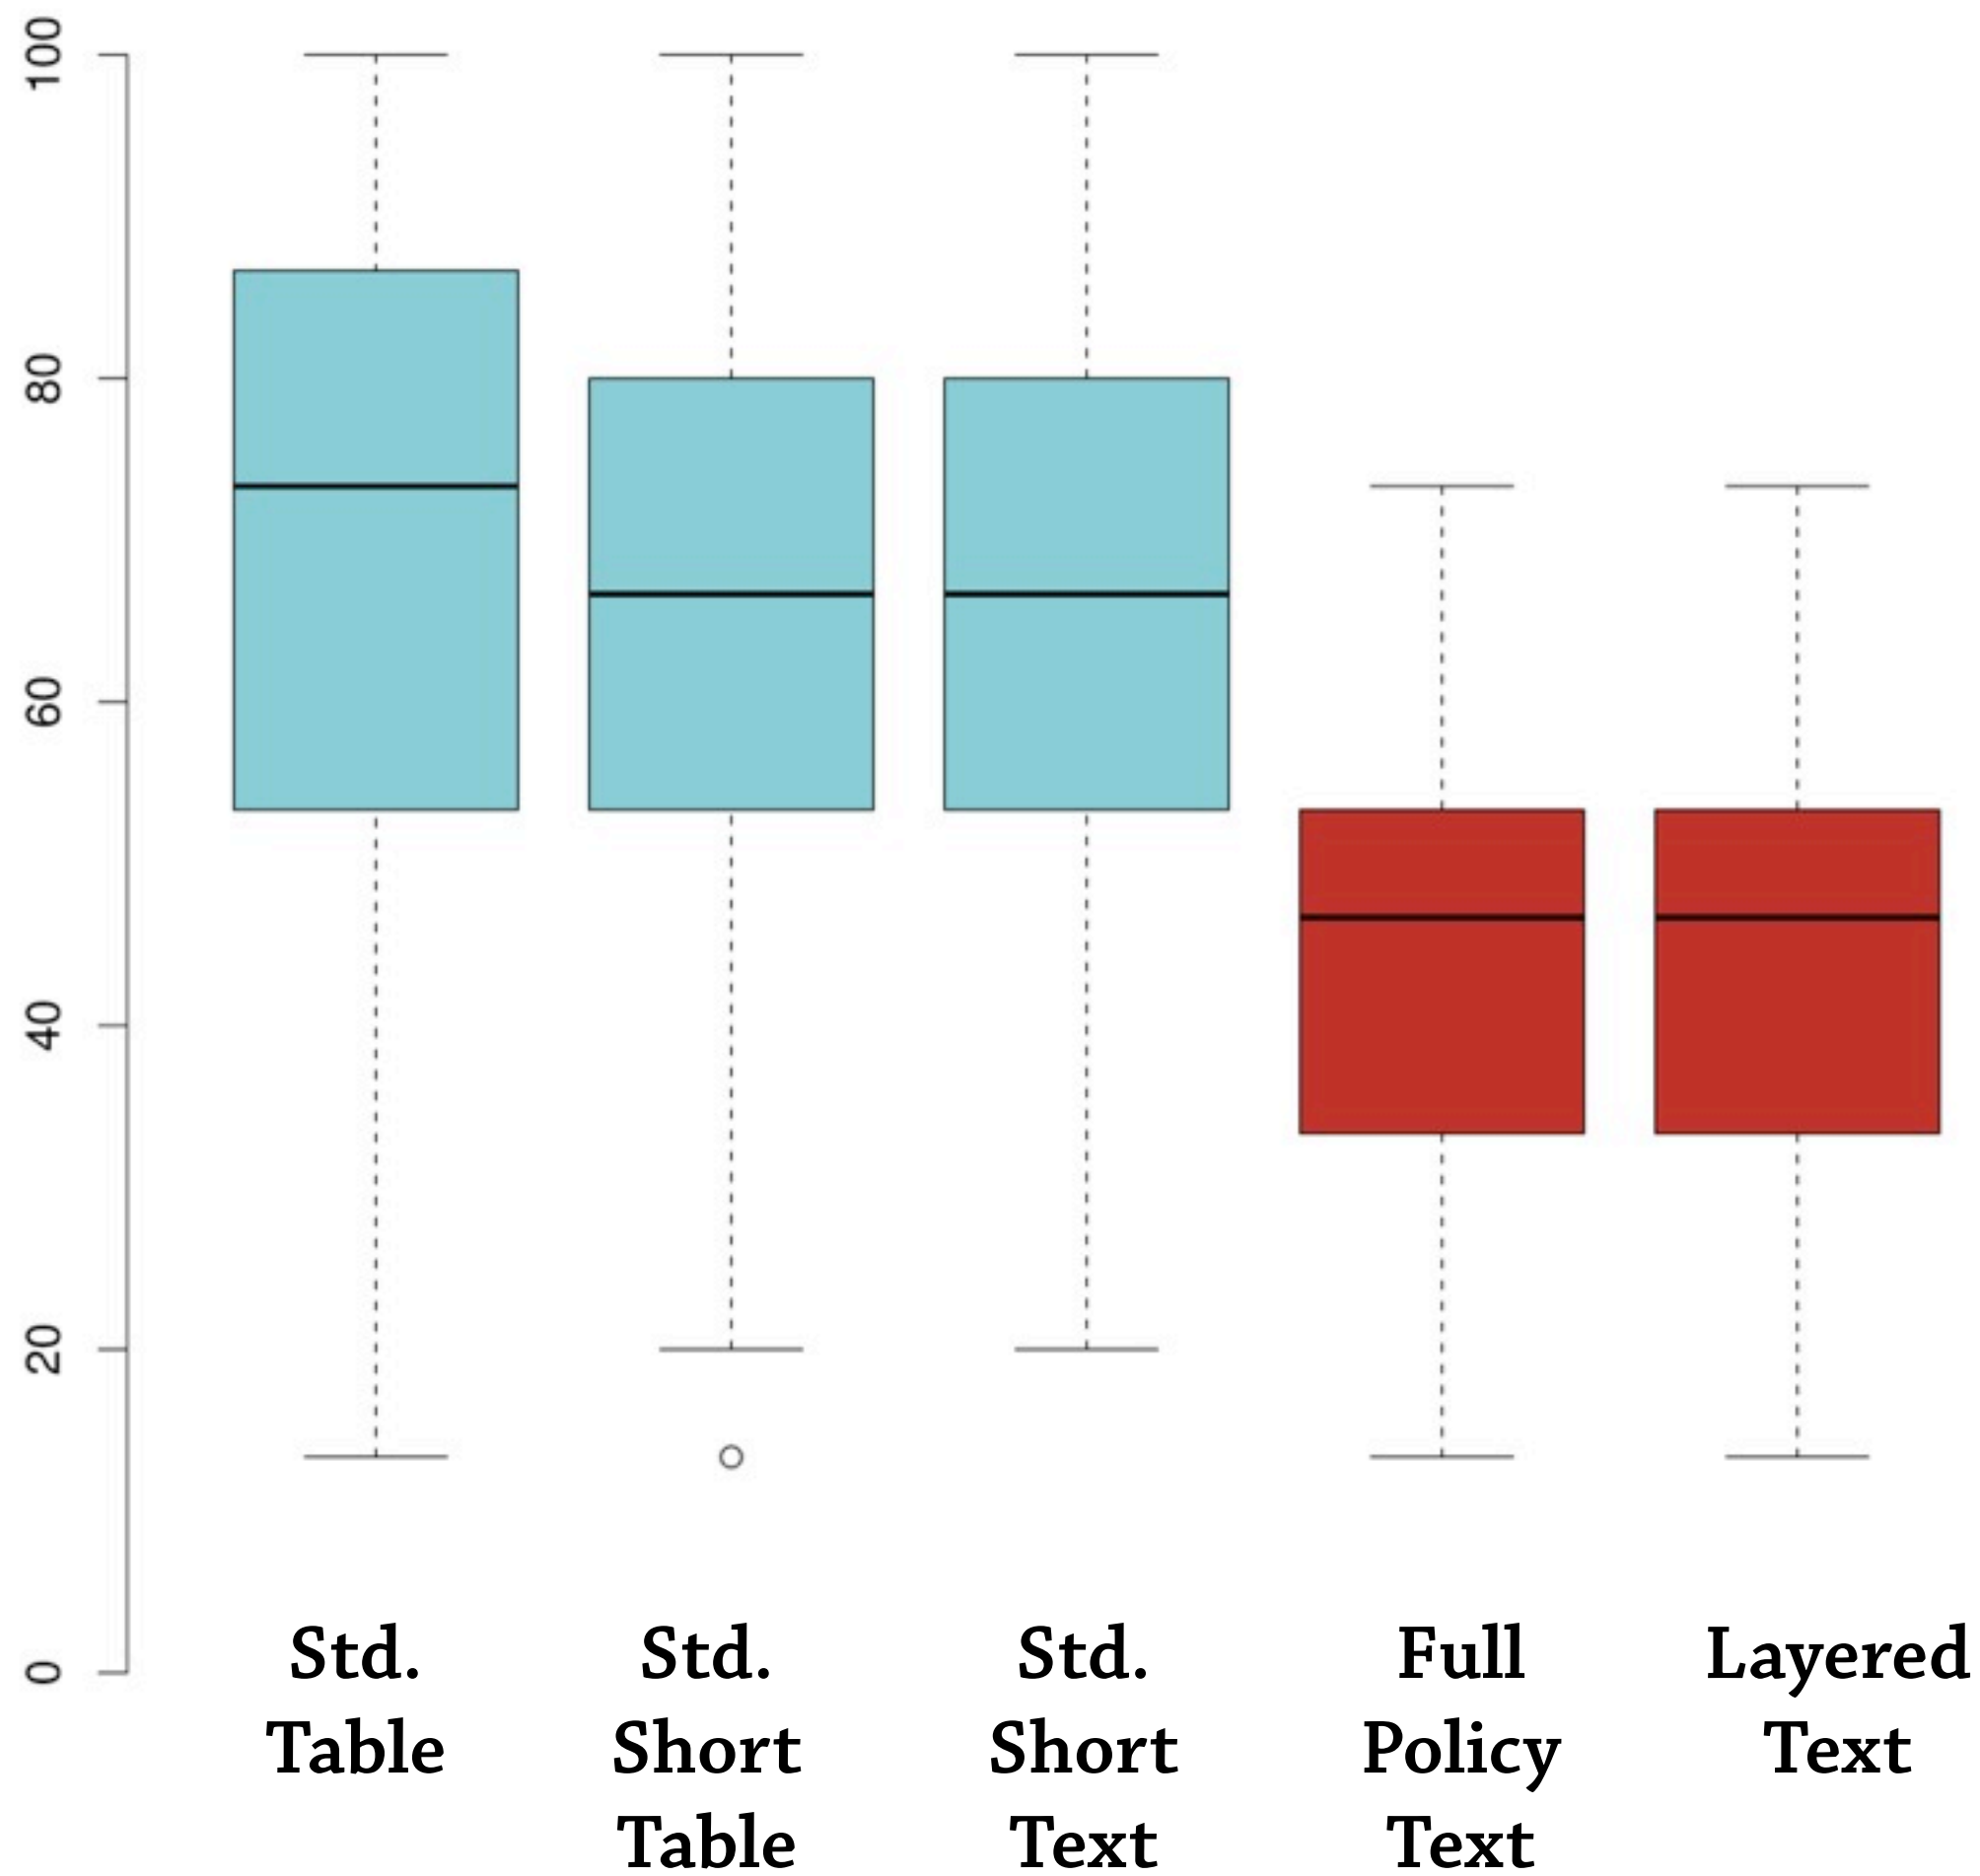 100
80
60
40
20
0
Std.
Table
Std.
Short
Table
Std.
Short
Text
Full
Policy
Text
Layered
Text